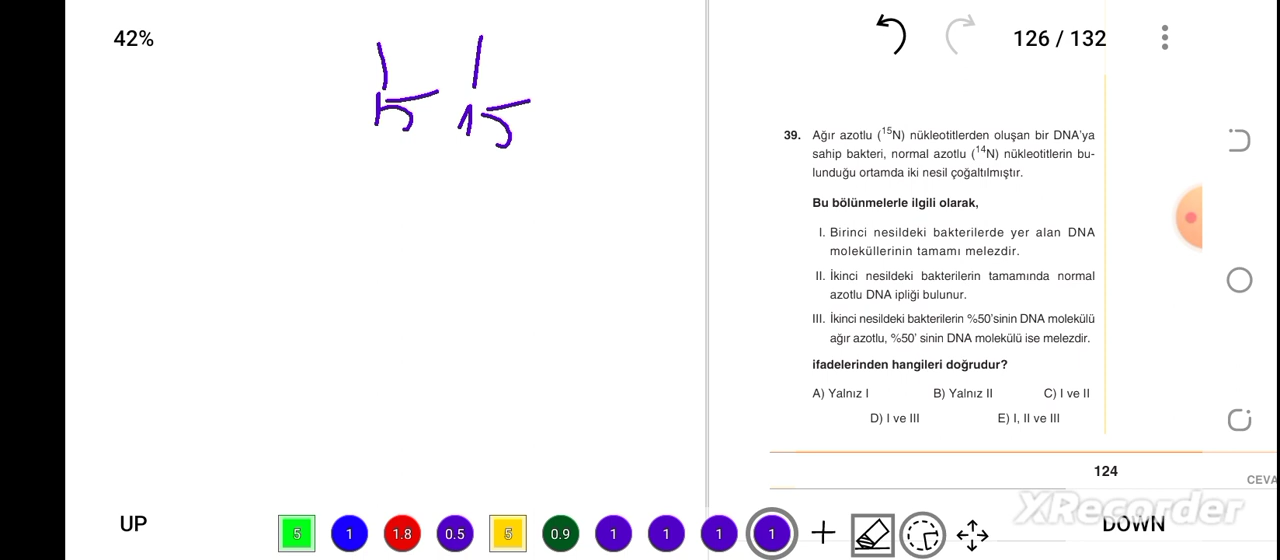 42%
15 15
126 / 132
39. Ağır azotlu (¹⁵N) nükleotitlerden oluşan bir DNA'ya
sahip bakteri, normal azotlu (¹⁴N) nükleotitlerin bu-
lunduğu ortamda iki nesil çoğaltılmıştır.
Bu bölünmelerle ilgili olarak,
I. Birinci nesildeki bakterilerde yer alan DNA
moleküllerinin tamamı melezdir.
II. İkinci nesildeki bakterilerin tamamında normal
azotlu DNA ipliği bulunur.
III. İkinci nesildeki bakterilerin %50'sinin DNA molekülü
ağır azotlu, %50' sinin DNA molekülü ise melezdir.
ifadelerinden hangileri doğrudur?
A) Yalnız I B) Yalnız II C) I ve II
D) I ve III E) I, II ve III
124
CEVA
XRecorder
UP
5 1 1.8 0.5 5 0.9 1 1 1 1
DOWN